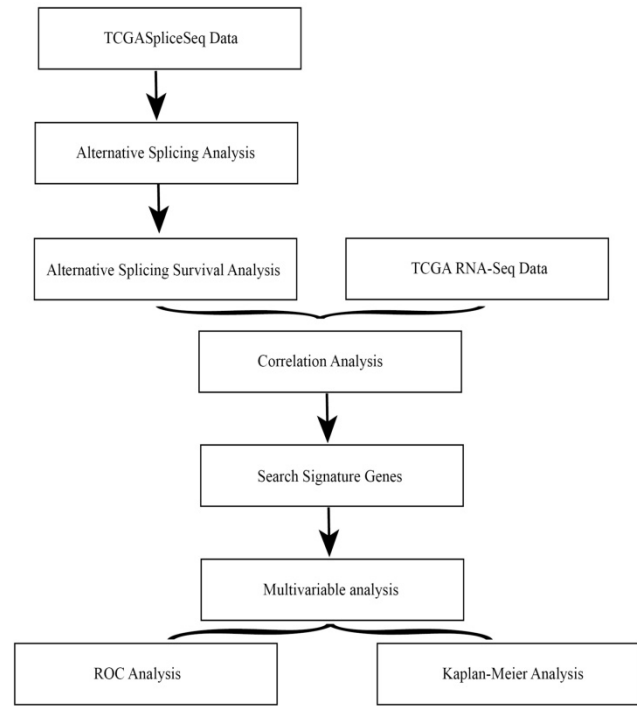 TCGASpliceSeq Data
Alternative Splicing Analysis
Alternative Splicing Survival Analysis
TCGA RNA-Seq Data
Correlation Analysis
Search Signature Genes
Multivariable analysis
ROC Analysis
Kaplan-Meier Analysis